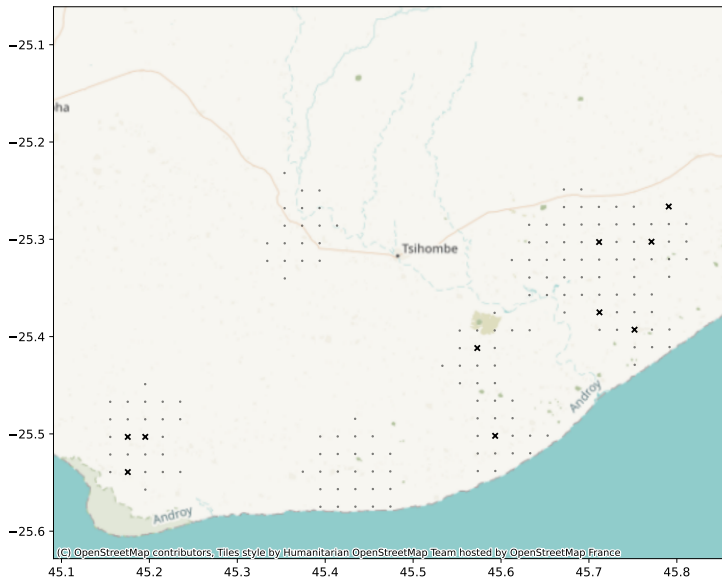 −25.1
−25.2
−25.3
−25.4
−25.5
−25.6
ha
Tsihombe
Androy
Androy
(C) OpenStreetMap contributors, Tiles style by Humanitarian OpenStreetMap Team hosted by OpenStreetMap France
45.1 45.2 45.3 45.4 45.5 45.6 45.7 45.8